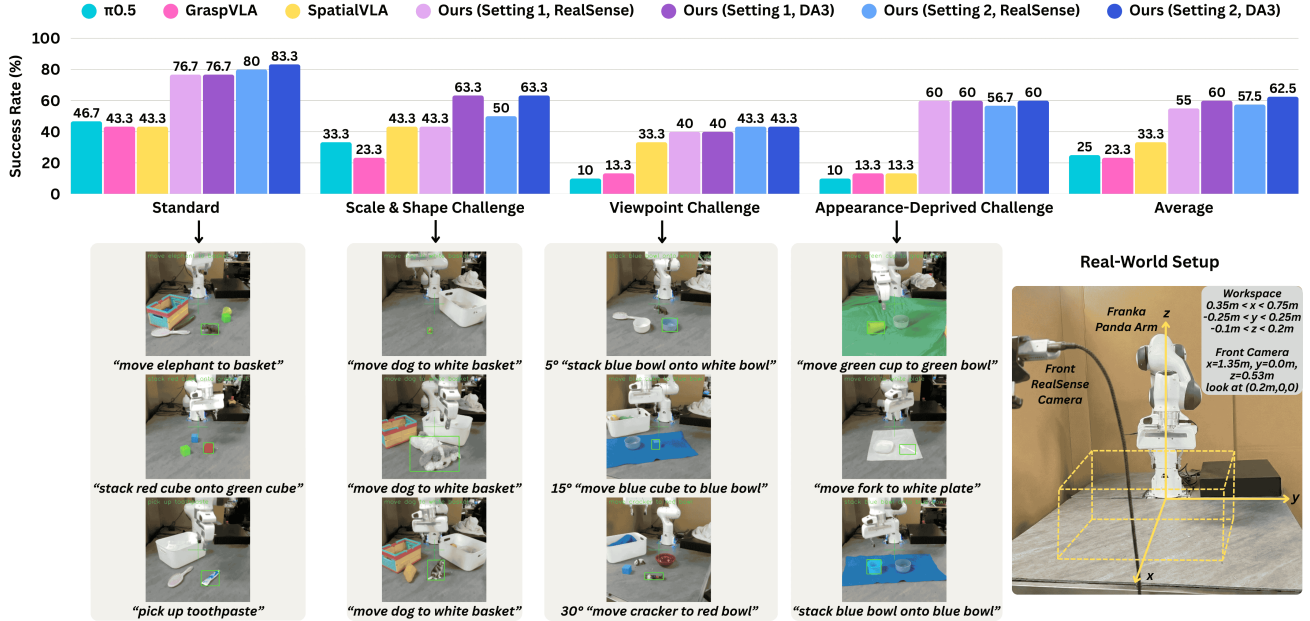 π0.5 GraspVLA SpatialVLA Ours (Setting 1, RealSense) Ours (Setting 1, DA3) Ours (Setting 2, RealSense) Ours (Setting 2, DA3)
Success Rate (%)
100
80
60
40
20
0
46.7 43.3 43.3 76.7 76.7 80 83.3
33.3 23.3 43.3 43.3 63.3 50 63.3
10 13.3 33.3 40 40 43.3 43.3
10 13.3 13.3 60 60 56.7 60
25 23.3 33.3 55 60 57.5 62.5
Standard Scale & Shape Challenge Viewpoint Challenge Appearance-Deprived Challenge Average
“move elephant to basket”
“stack red cube onto green cube”
“pick up toothpaste”
“move dog to white basket”
“move dog to white basket”
“move dog to white basket”
5° “stack blue bowl onto white bowl”
15° “move blue cube to blue bowl”
30° “move cracker to red bowl”
“move green cup to green bowl”
“move fork to white plate”
“stack blue bowl onto blue bowl”
Real-World Setup
Workspace
0.35m < x < 0.75m
-0.25m < y < 0.25m
-0.1m < z < 0.2m
Front Camera
x=1.35m, y=0.0m,
z=0.53m
look at (0.2m,0,0)
Franka
Panda Arm
Front
RealSense
Camera
z
y
x